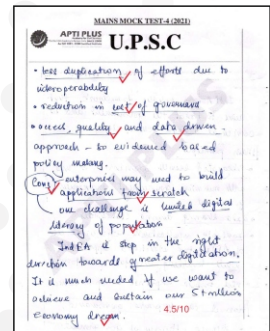 MAINS MOCK TEST-4 (2021)
APTI PLUS
U.P.S.C
• less duplication of efforts due to
interoperability
• reduction in cost of governance
• access, quality and data driven
approach – to evidenced based
policy making.
Cons enterprises may need to build
applications from scratch
one challenge is limited digital
literacy of population.
IndEA is step in the right
direction towards greater digitization.
It is much needed if we want to
achieve and sustain our 5 trillion
economy dream.
4.5/10